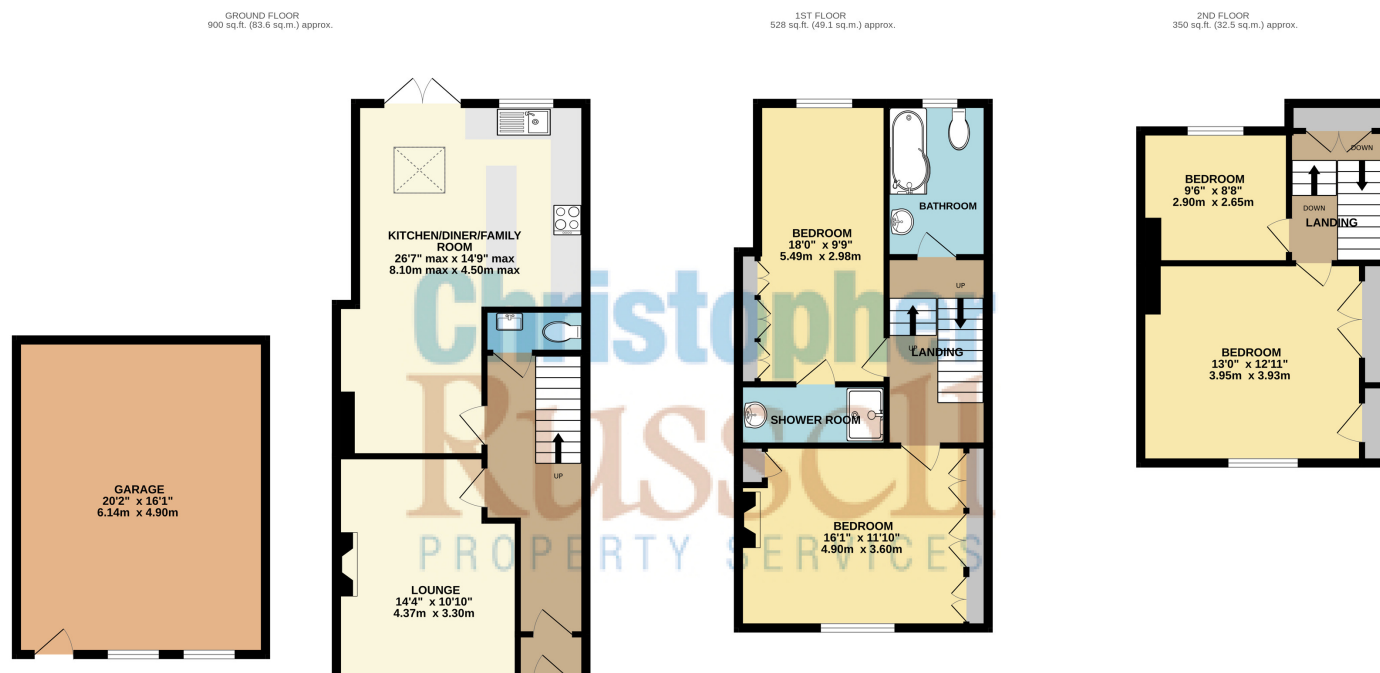 GROUND FLOOR
900 sq.ft. (83.6 sq.m.) approx.
1ST FLOOR
528 sq.ft. (49.1 sq.m.) approx.
2ND FLOOR
350 sq.ft. (32.5 sq.m.) approx.
KITCHEN/DINER/FAMILY
ROOM
26'7" max x 14'9" max
8.10m max x 4.50m max
UP
GARAGE
20'2" x 16'1"
6.14m x 4.90m
LOUNGE
14'4" x 10'10"
4.37m x 3.30m
BEDROOM
18'0" x 9'9"
5.49m x 2.98m
BATHROOM
UP
UP
LANDING
SHOWER ROOM
BEDROOM
16'1" x 11'10"
4.90m x 3.60m
BEDROOM
9'6" x 8'8"
2.90m x 2.65m
DOWN
DOWN
LANDING
BEDROOM
13'0" x 12'11"
3.95m x 3.93m
Christopher
Russell
PROPERTY SERVICES